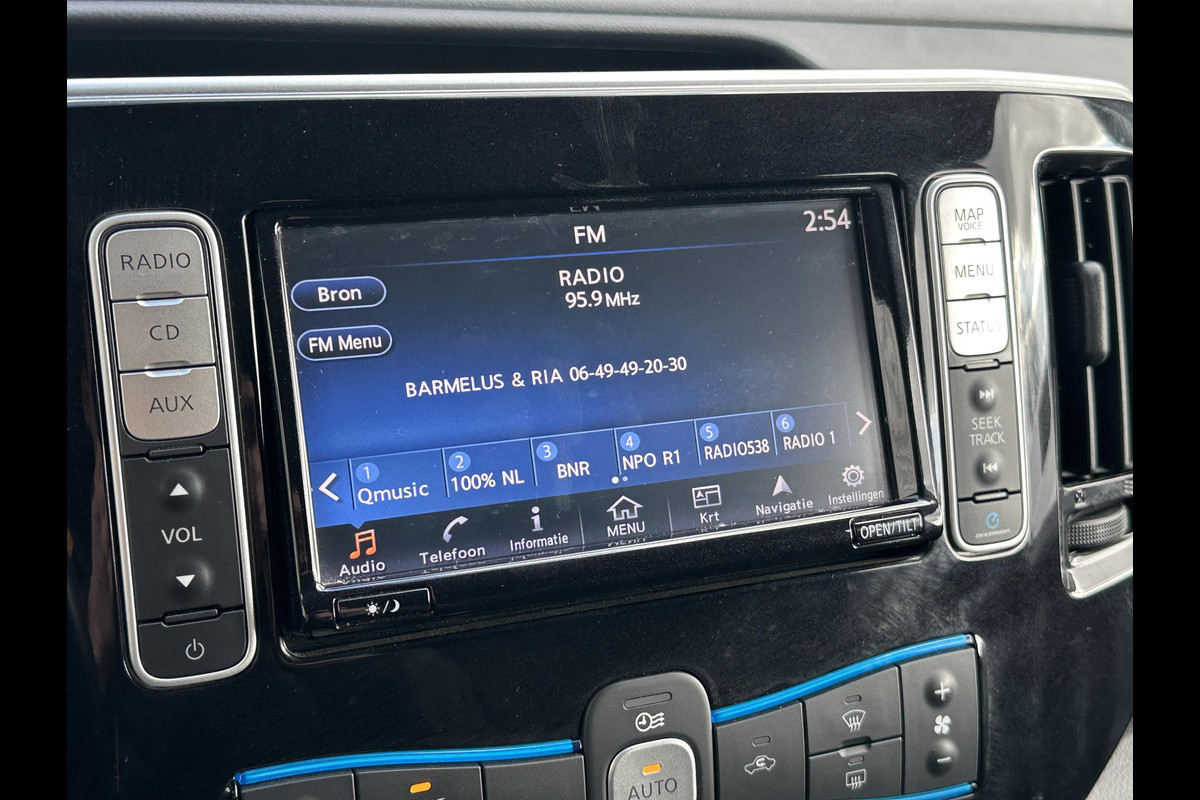 FM
2:54
RADIO
95.9 MHz
Bron
FM Menu
BARMELUS & RIA 06-49-49-20-30
1 Qmusic
2 100% NL
3 BNR
4 NPO R1
5 RADIO538
6 RADIO 1
Audio
Telefoon
Informatie
MENU
Krt
Navigatie
Instellingen
RADIO
CD
AUX
VOL
MAP
VOICE
MENU
STATUS
SEEK
TRACK
OPEN/TILT
AUTO